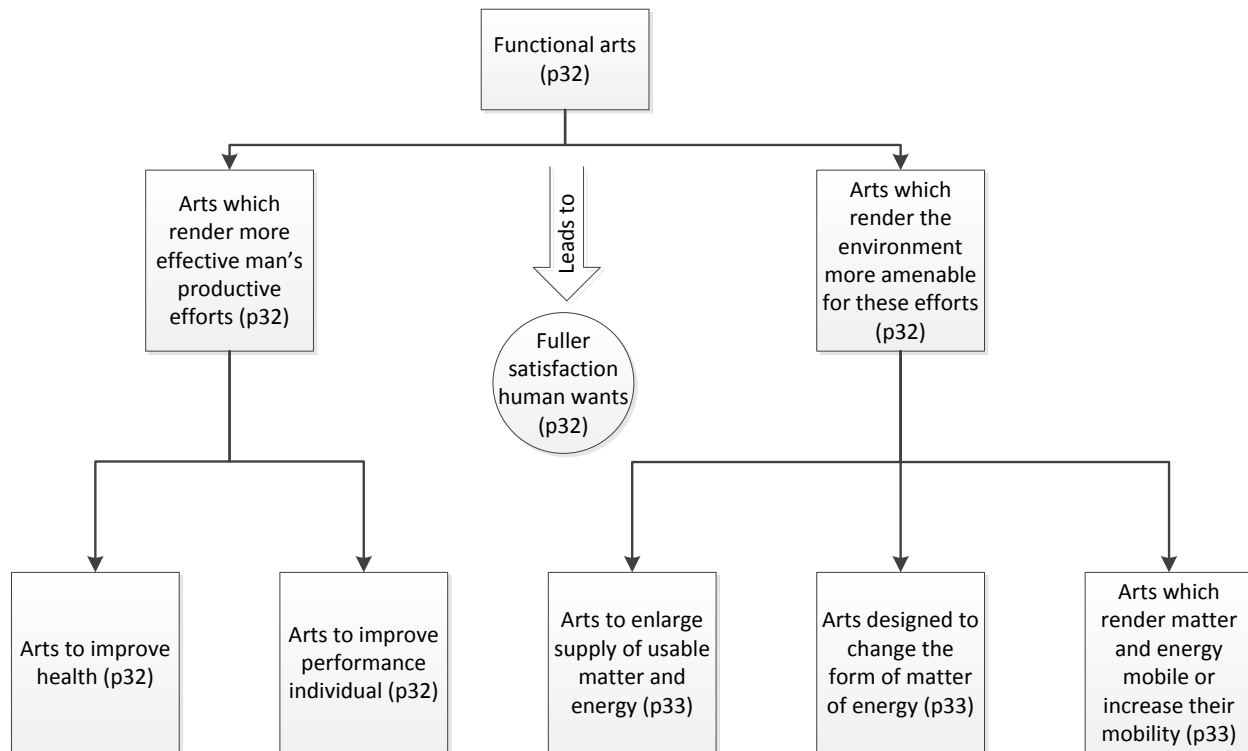 Functional arts
(p32)
Arts which
render more
effective man's
productive
efforts (p32)
Leads to
Arts which
render the
environment
more amenable
for these efforts
(p32)
Fuller
satisfaction
human wants
(p32)
Arts to improve
health (p32)
Arts to improve
performance
individual (p32)
Arts to enlarge
supply of usable
matter and
energy (p33)
Arts designed to
change the
form of matter
of energy (p33)
Arts which
render matter
and energy
mobile or
increase their
mobility (p33)